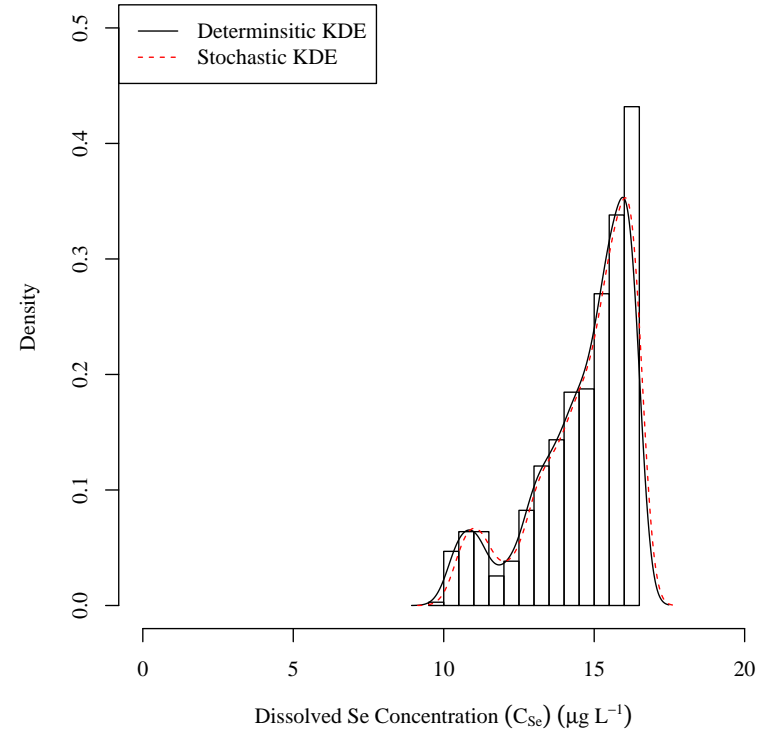 Determinsitic KDE
Stochastic KDE
0.5
0.4
0.3
0.2
0.1
0.0
Density
0 5 10 15 20
Dissolved Se Concentration (C_Se) (μg L⁻¹)